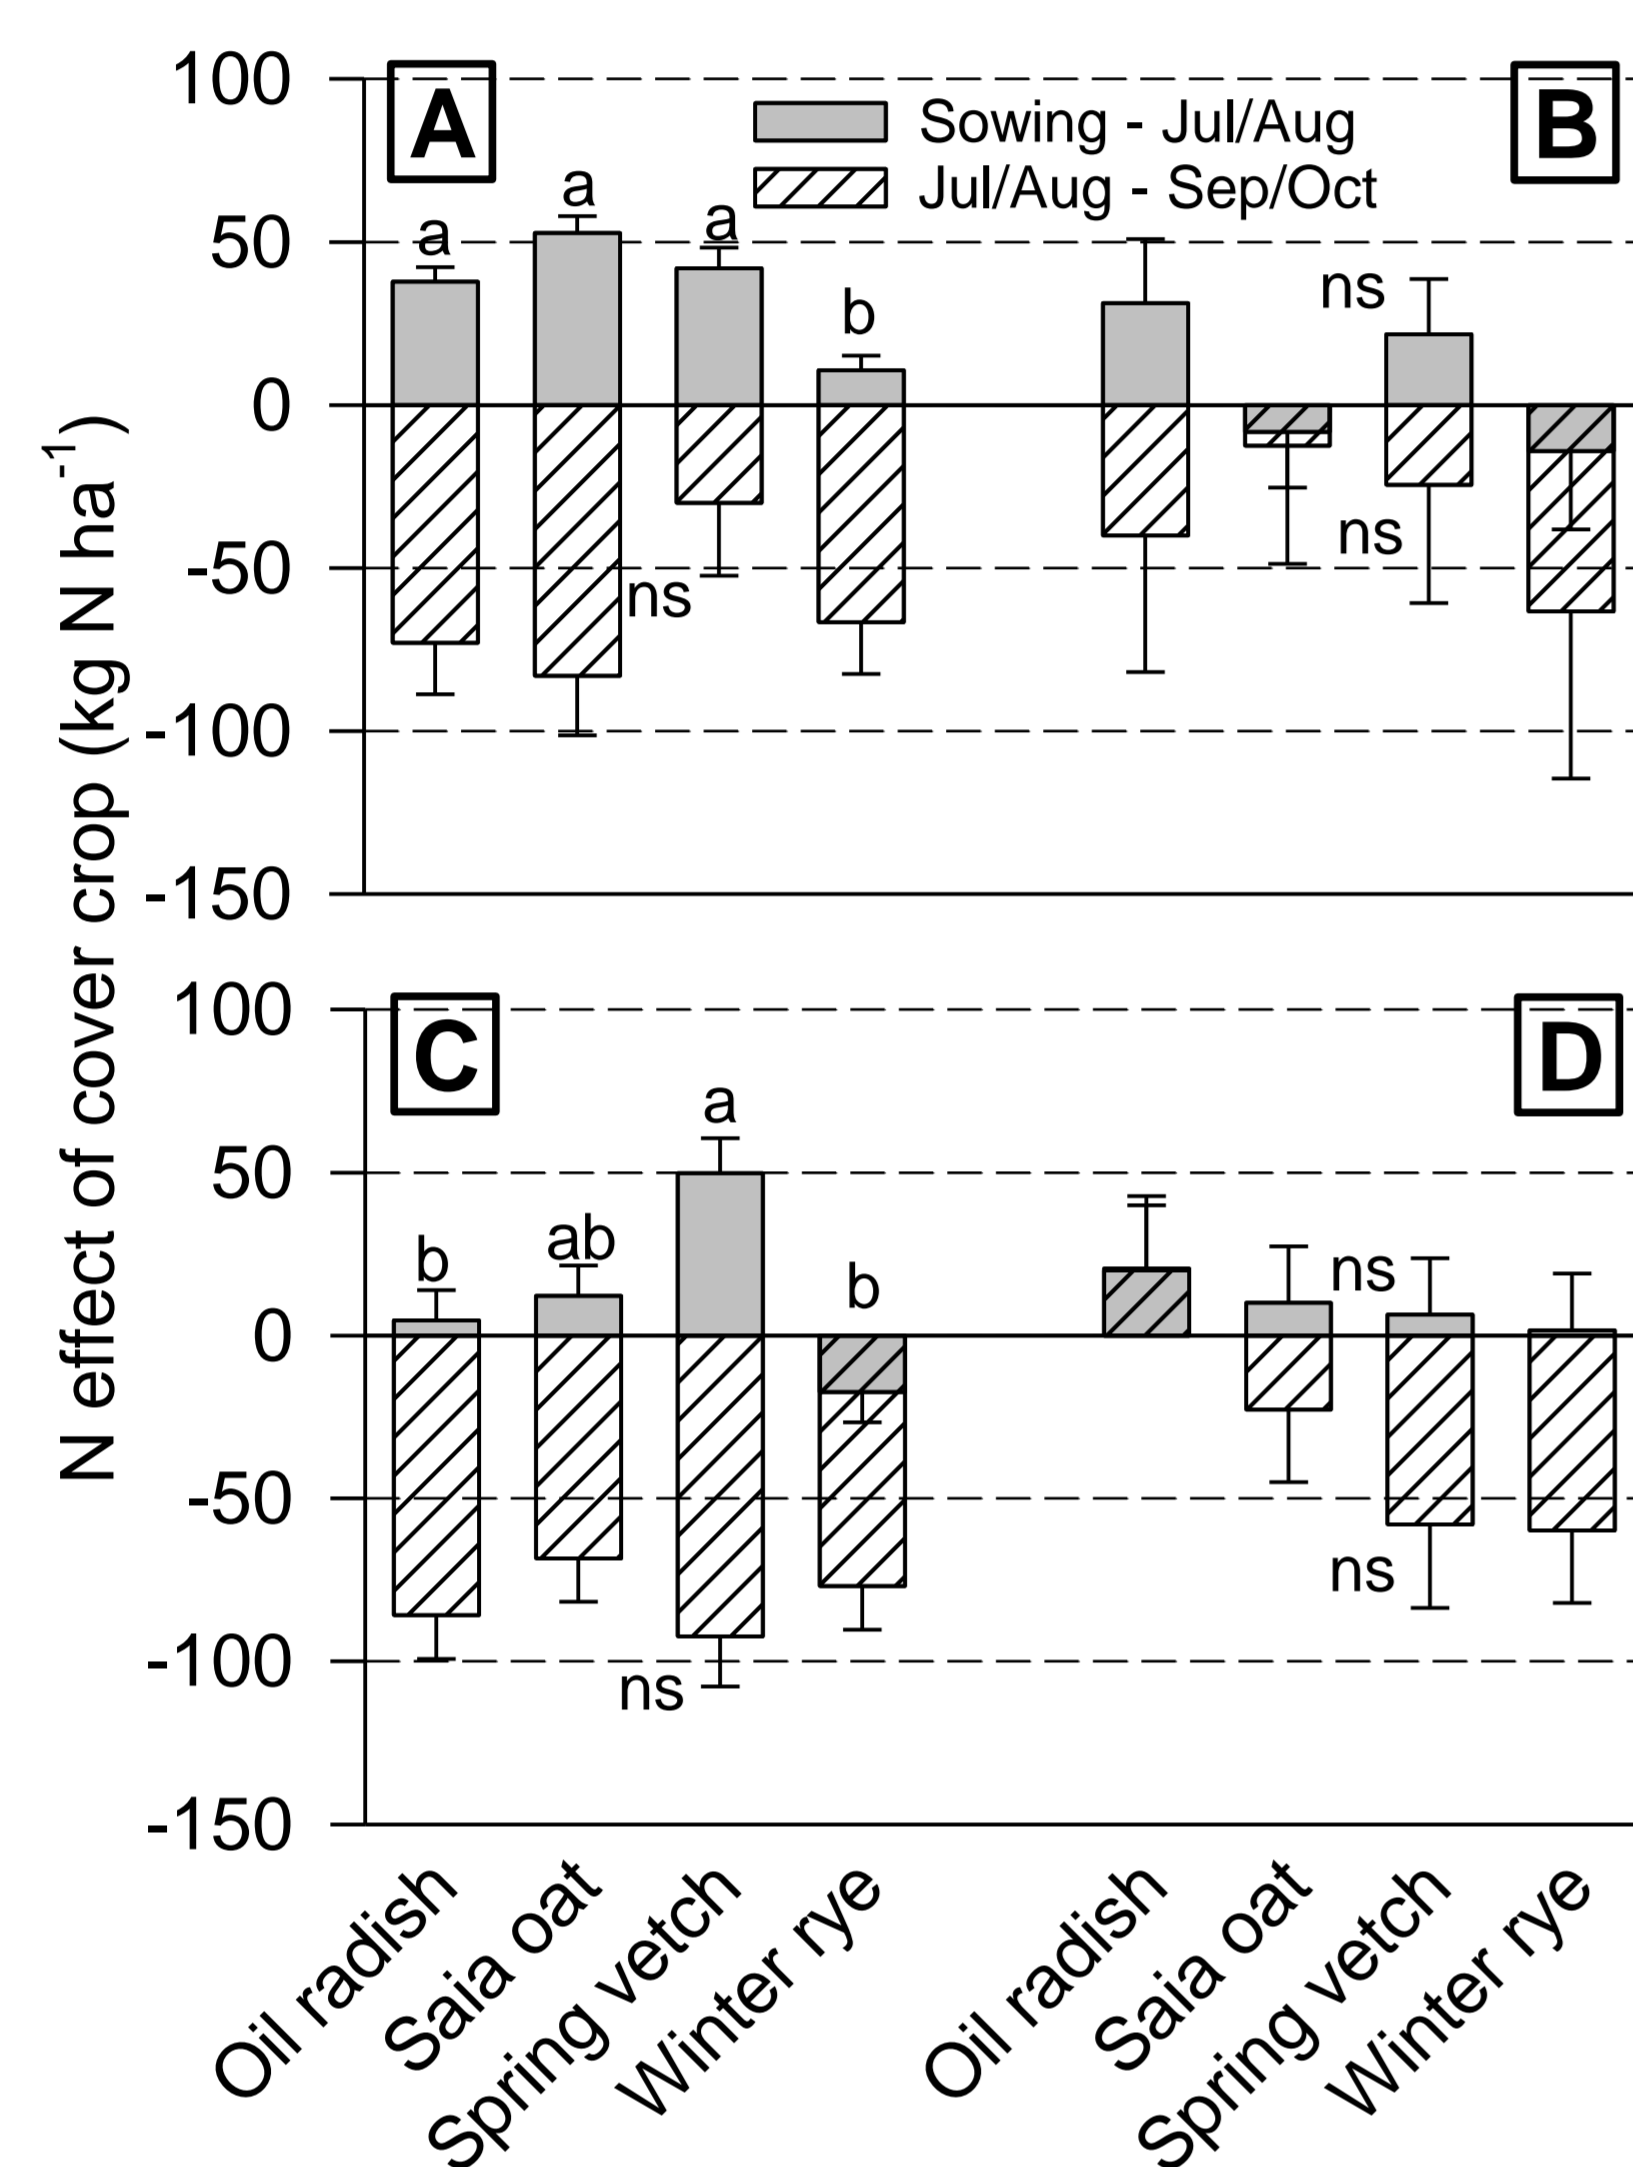 N effect of cover crop (kg N ha⁻¹)
100
50
0
-50
-100
-150
A
B
Sowing - Jul/Aug
Jul/Aug - Sep/Oct
a
a
a
b
ns
ns
ns
100
50
0
-50
-100
-150
C
D
b
ab
a
b
ns
ns
ns
Oil radish
Saia oat
Spring vetch
Winter rye
Oil radish
Saia oat
Spring vetch
Winter rye